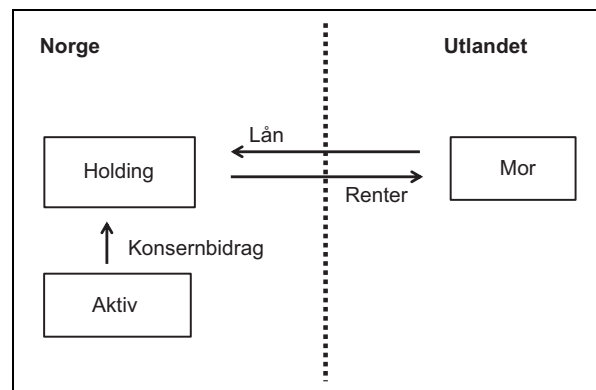 Norge
Utlandet
Lån
Holding
Mor
Renter
Konsernbidrag
Aktiv